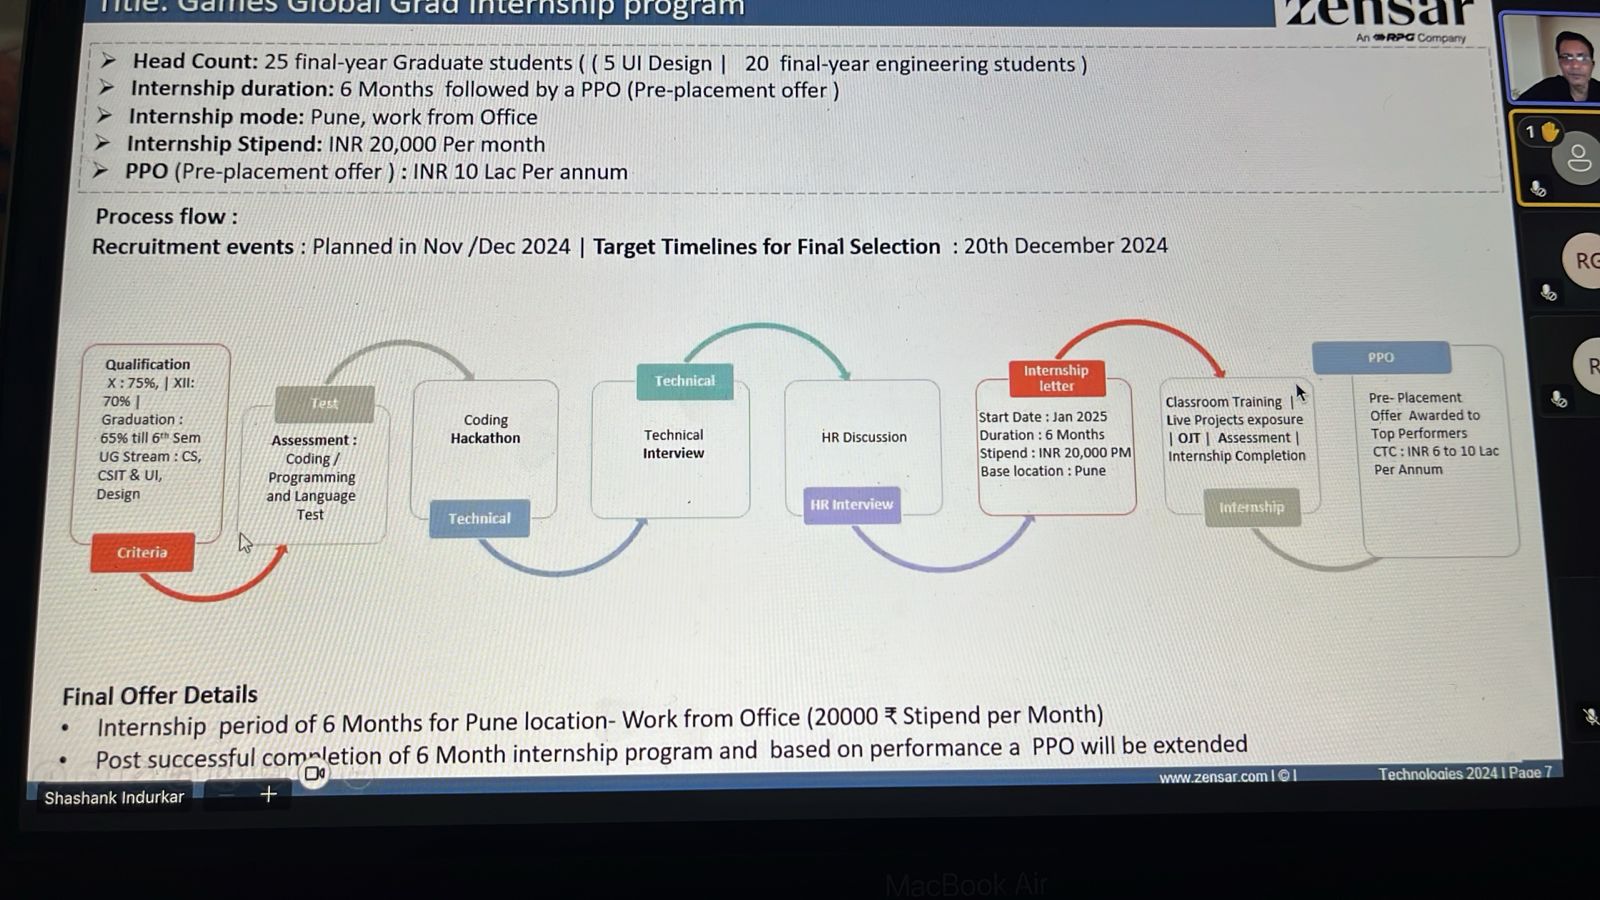 Title: Games Global Grad Internship program
zensar
An RPG Company
➤ Head Count: 25 final-year Graduate students ( ( 5 UI Design | 20 final-year engineering students )
➤ Internship duration: 6 Months followed by a PPO (Pre-placement offer )
➤ Internship mode: Pune, work from Office
➤ Internship Stipend: INR 20,000 Per month
➤ PPO (Pre-placement offer ) : INR 10 Lac Per annum
Process flow :
Recruitment events : Planned in Nov /Dec 2024 | Target Timelines for Final Selection : 20th December 2024
Qualification
X : 75%, | XII:
70% |
Graduation :
65% till 6th Sem
UG Stream : CS,
CSIT & UI,
Design
Criteria
Test
Assessment :
Coding /
Programming
and Language
Test
Coding
Hackathon
Technical
Technical
Technical
Interview
HR Discussion
HR Interview
Internship
letter
Start Date : Jan 2025
Duration : 6 Months
Stipend : INR 20,000 PM
Base location : Pune
Classroom Training |
Live Projects exposure
| OJT | Assessment |
Internship Completion
Internship
PPO
Pre- Placement
Offer Awarded to
Top Performers
CTC : INR 6 to 10 Lac
Per Annum
Final Offer Details
• Internship period of 6 Months for Pune location- Work from Office (20000 ₹ Stipend per Month)
• Post successful completion of 6 Month internship program and based on performance a PPO will be extended
www.zensar.com | © |
Technologies 2024 | Page 7
Shashank Indurkar
1
RG
R
MacBook Air